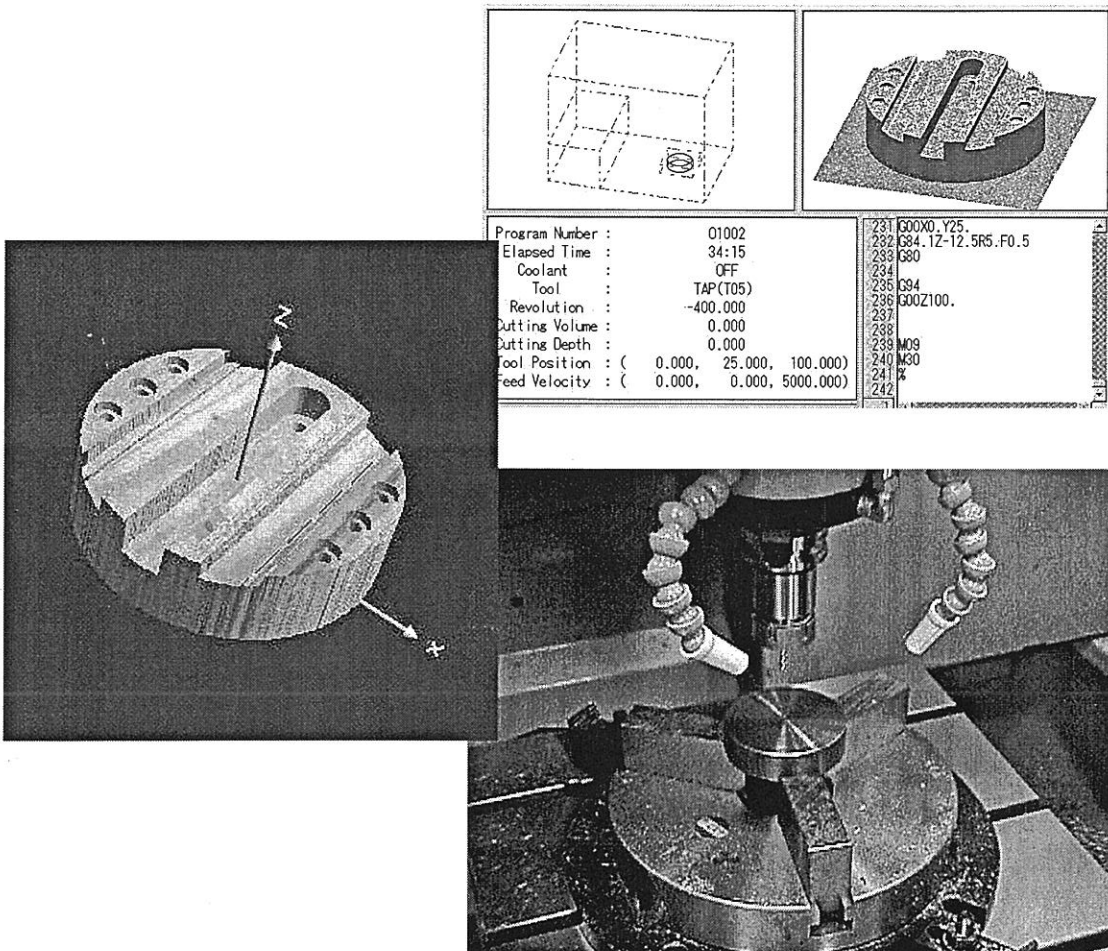 Program Number : O1002
Elapsed Time : 34:15
Coolant : OFF
Tool : TAP(T05)
Revolution : -400.000
Cutting Volume : 0.000
Cutting Depth : 0.000
Tool Position : ( 0.000, 25.000, 100.000)
Feed Velocity : ( 0.000, 0.000, 5000.000)
231 G00X0.Y25.
232 G84.1Z-12.5R5.F0.5
233 G80
234
235 G94
236 G00Z100.
237
238
239 M09
240 M30
241 %
242
Z
X